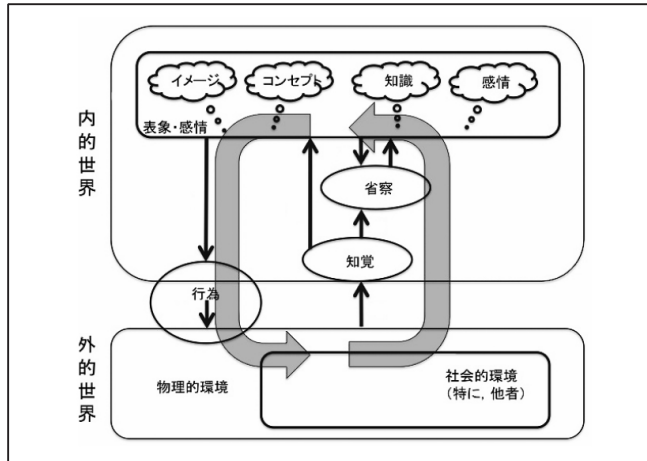 イメージ
コンセプト
知識
感情
表象・感情
内的世界
省察
知覚
行為
外的世界
物理的環境
社会的環境
(特に,他者)